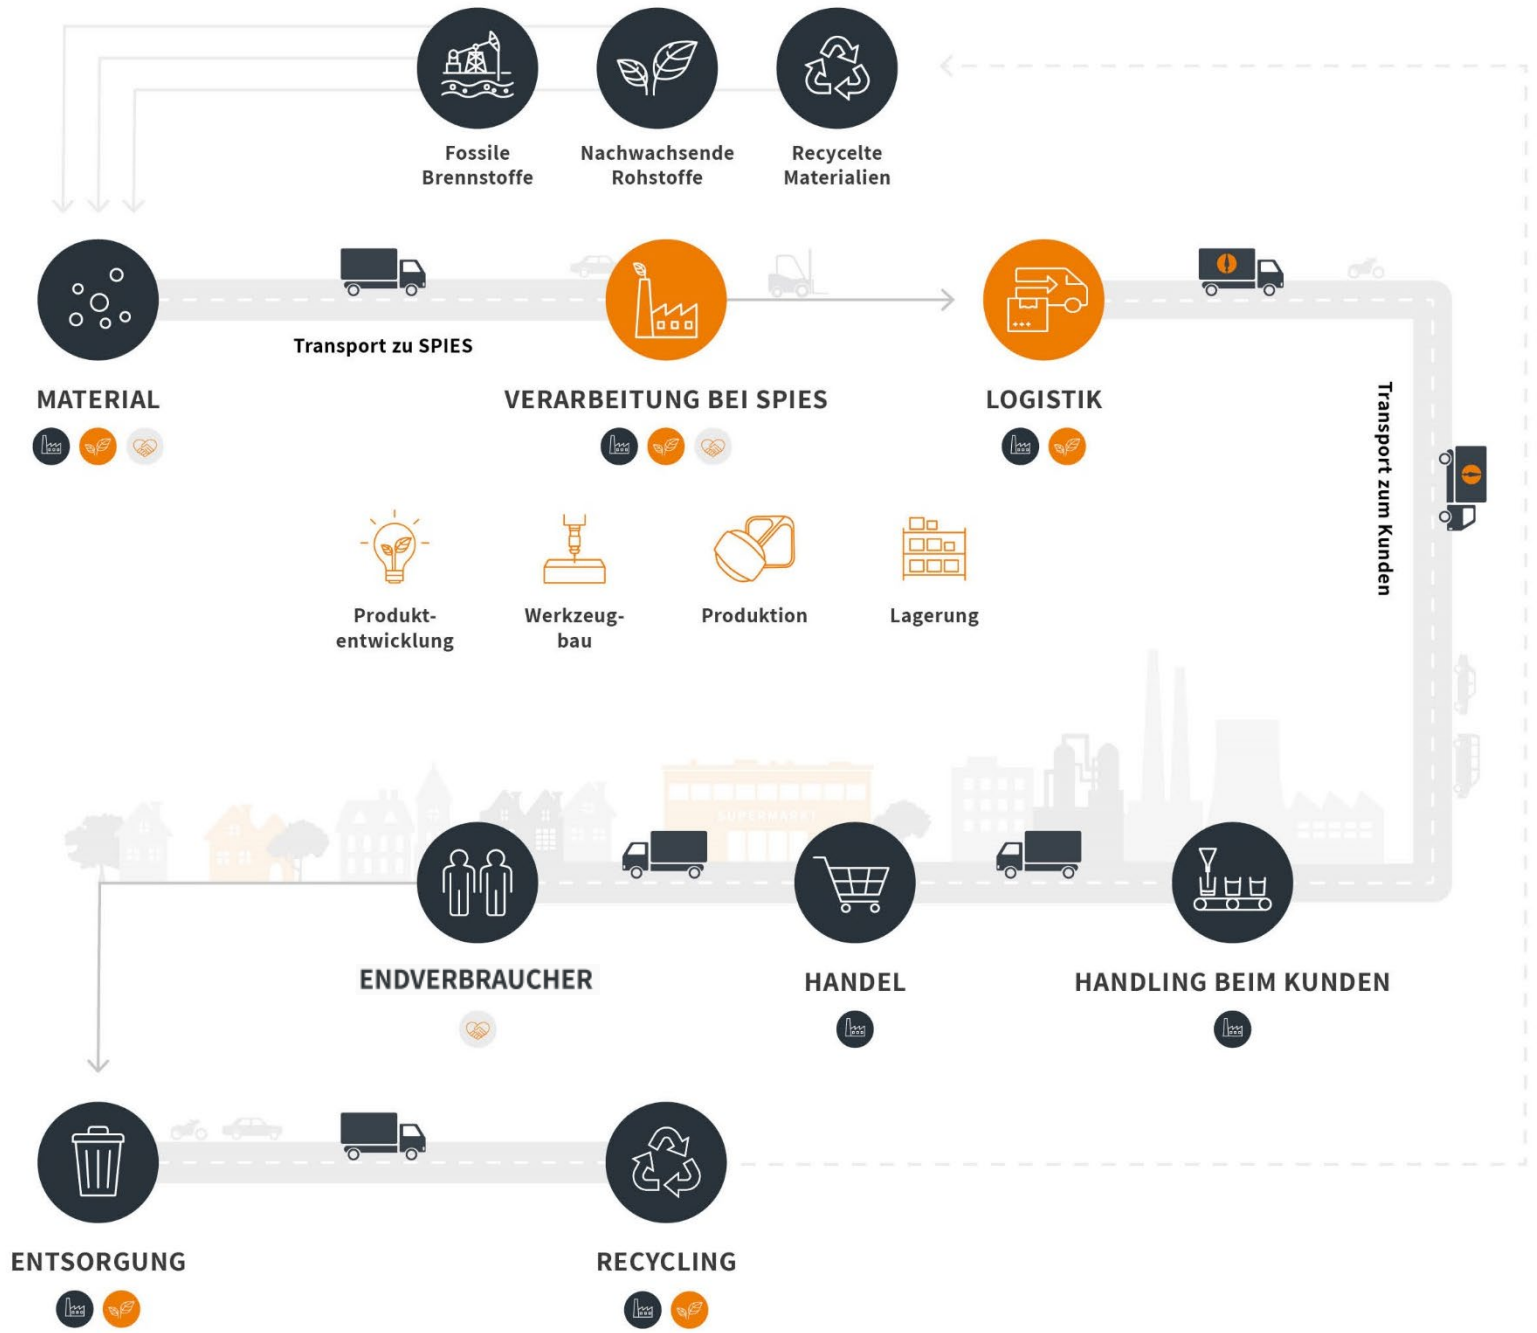 Fossile
Brennstoffe
Nachwachsende
Rohstoffe
Recycelte
Materialien
Transport zu SPIES
MATERIAL
VERARBEITUNG BEI SPIES
LOGISTIK
Transport zum Kunden
Produkt-
entwicklung
Werkzeug-
bau
Produktion
Lagerung
SUPERMARKT
ENDVERBRAUCHER
HANDEL
HANDLING BEIM KUNDEN
ENTSORGUNG
RECYCLING